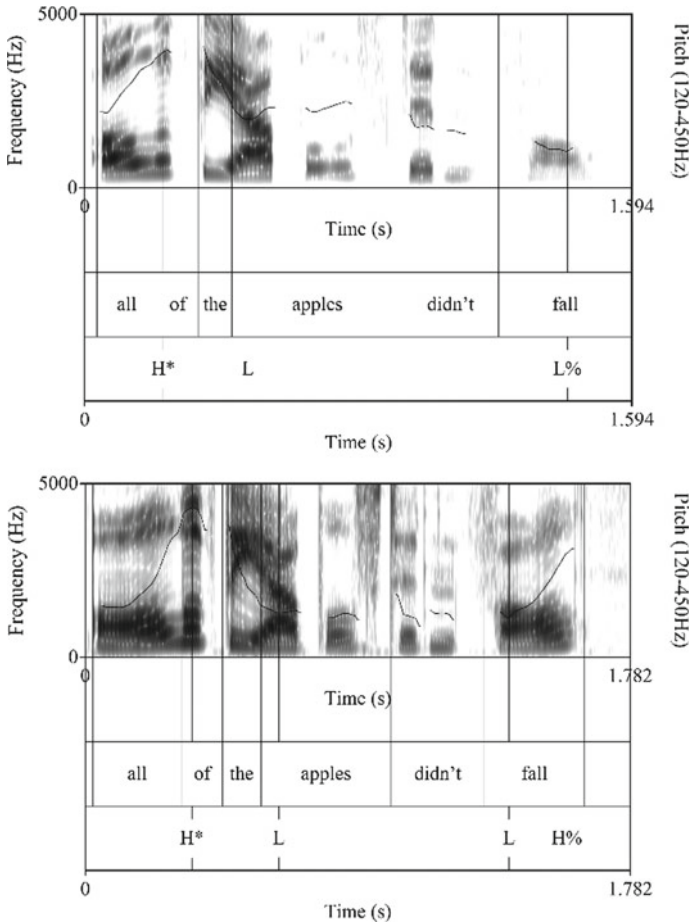 5000
Frequency (Hz)
Pitch (120-450Hz)
0
0
1.594
Time (s)
all of the apples didn't fall
H* L L%
0
1.594
Time (s)
5000
Frequency (Hz)
Pitch (120-450Hz)
0
0
1.782
Time (s)
all of the apples didn't fall
H* L L H%
0
1.782
Time (s)